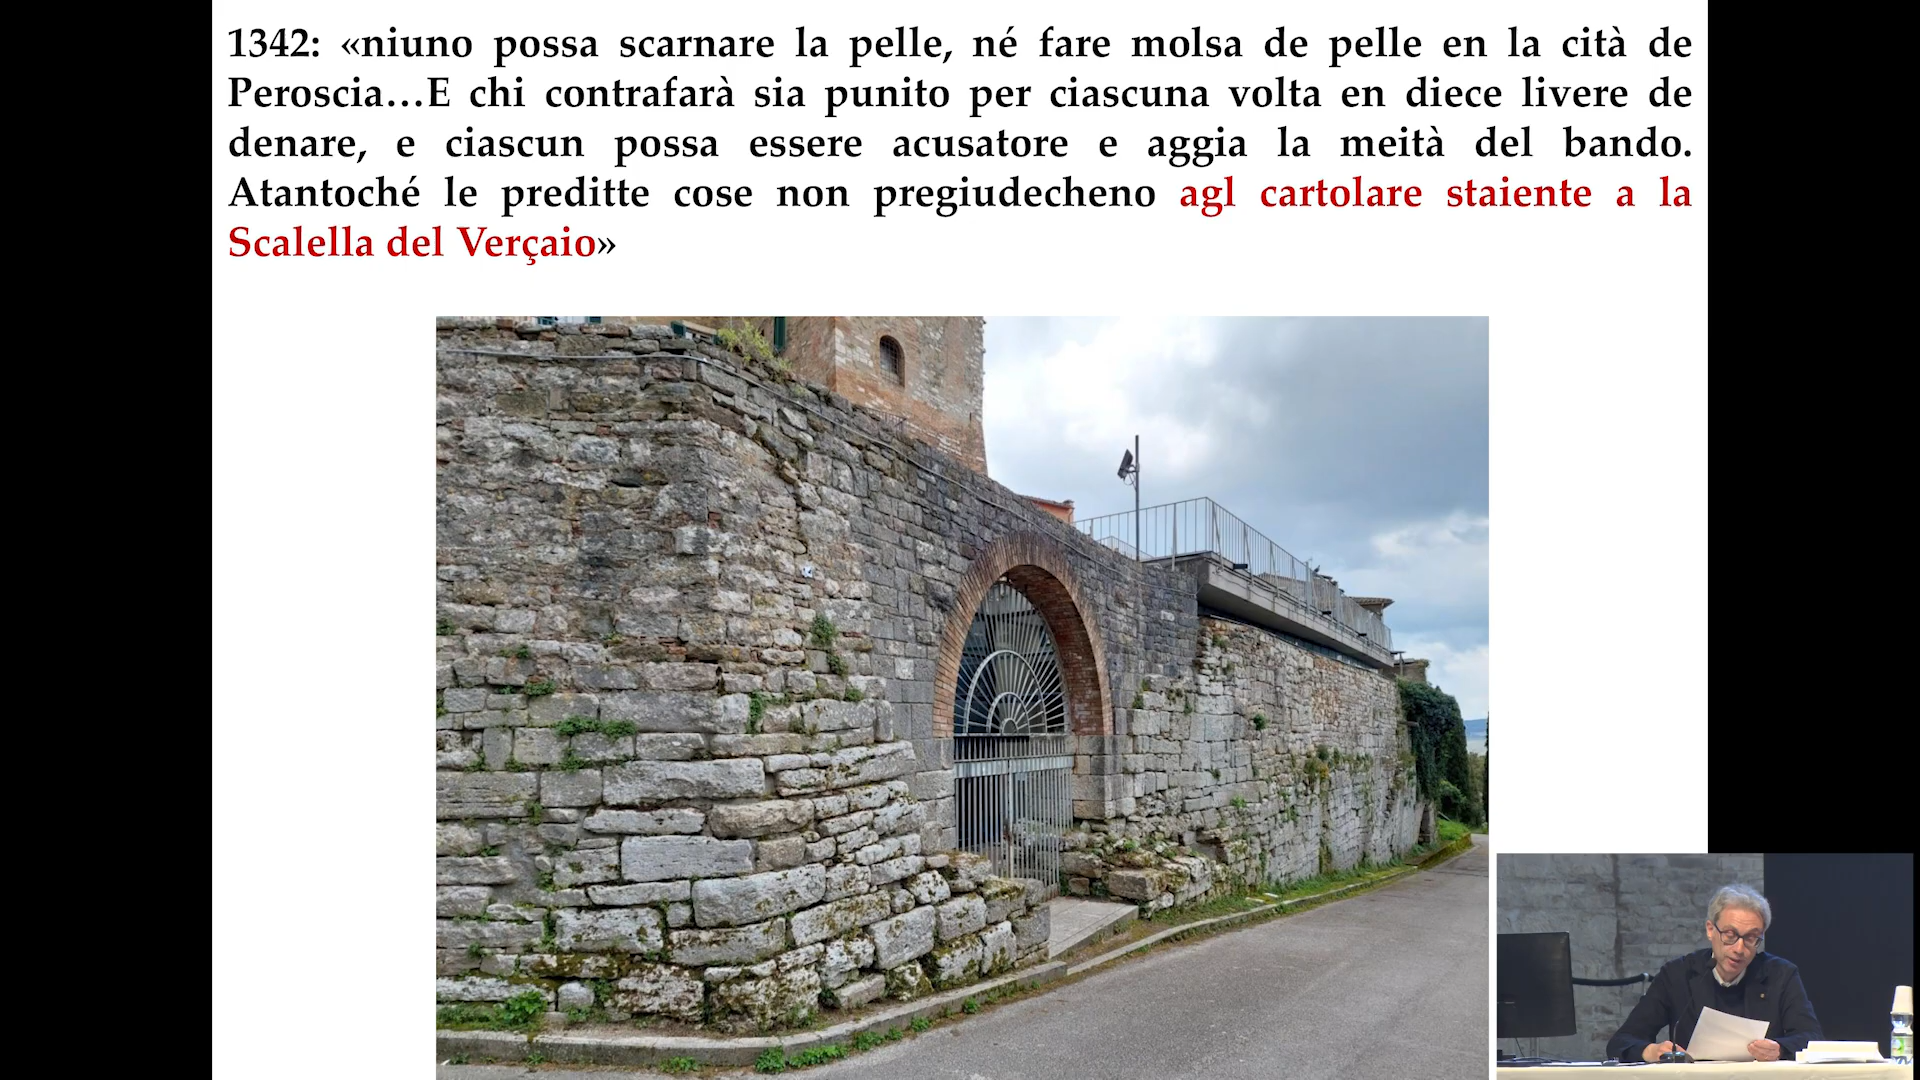 1342: «niuno possa scarnare la pelle, né fare molsa de pelle en la cità de
Peroscia…E chi contrafarà sia punito per ciascuna volta en diece livere de
denare, e ciascun possa essere acusatore e aggia la meità del bando.
Atantoché le preditte cose non pregiudecheno agl cartolare staiente a la
Scalella del Verçaio»